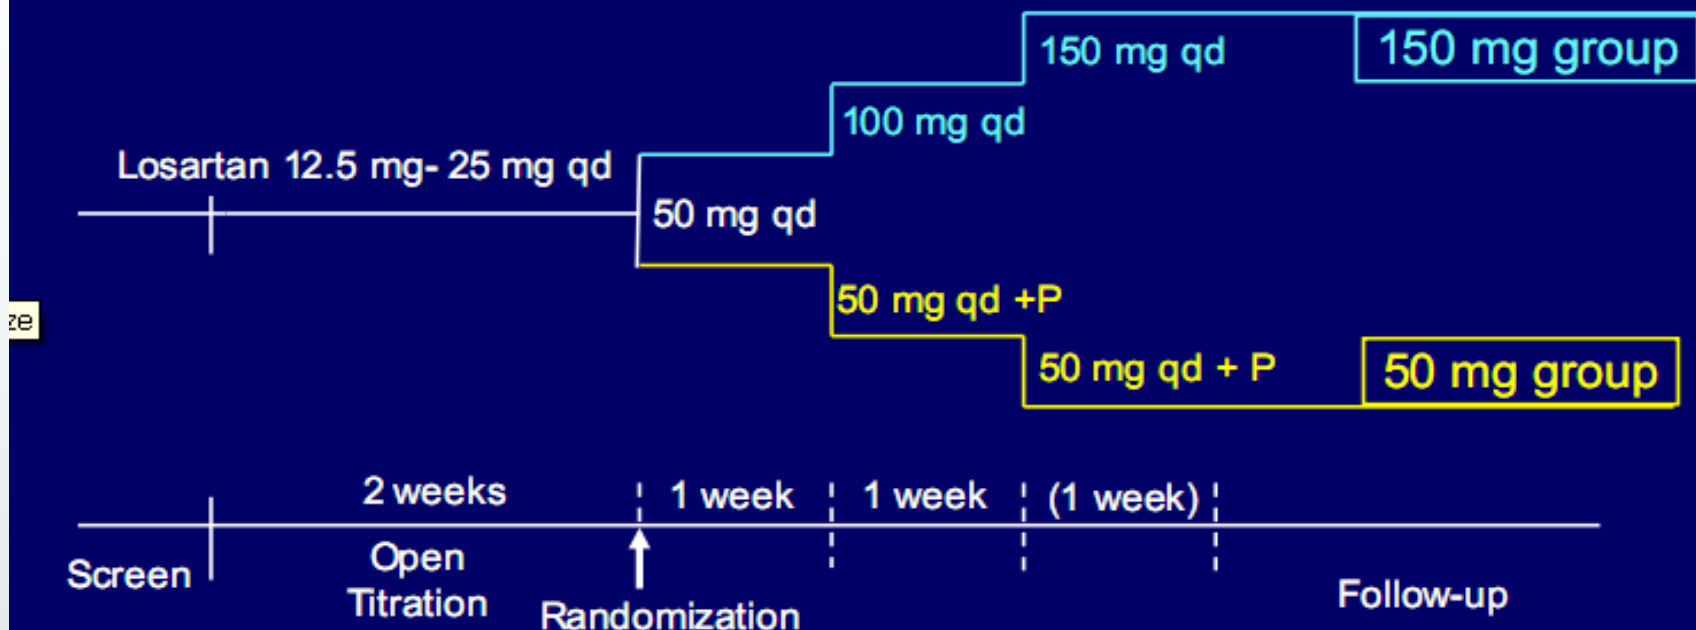 150 mg qd
150 mg group
100 mg qd
Losartan 12.5 mg- 25 mg qd
50 mg qd
50 mg qd +P
ze
50 mg qd + P
50 mg group
2 weeks
1 week
1 week
(1 week)
Screen
Open
Titration
Randomization
Follow-up